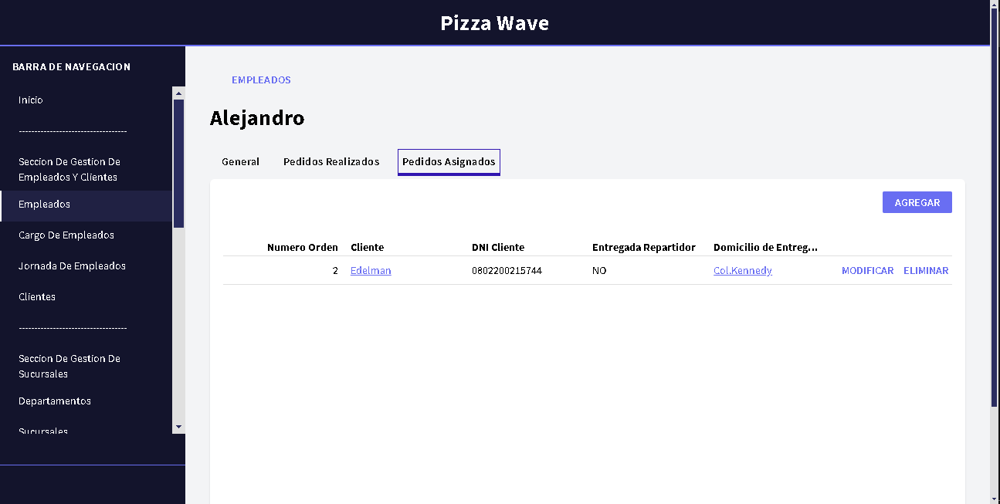 Pizza Wave
BARRA DE NAVEGACION
Inicio
-----------------------------------
Seccion De Gestion De
Empleados Y Clientes
Empleados
Cargo De Empleados
Jornada De Empleados
Clientes
-----------------------------------
Seccion De Gestion De
Sucursales
Departamentos
Sucursales
EMPLEADOS
Alejandro
General Pedidos Realizados Pedidos Asignados
AGREGAR
Numero Orden Cliente DNI Cliente Entregada Repartidor Domicilio de Entreg...
2 Edelman 0802200215744 NO Col.Kennedy MODIFICAR ELIMINAR